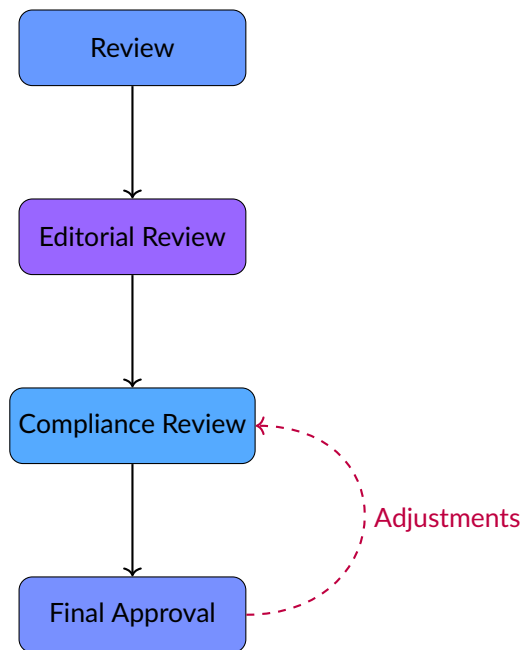 Review
Editorial Review
Compliance Review
Adjustments
Final Approval